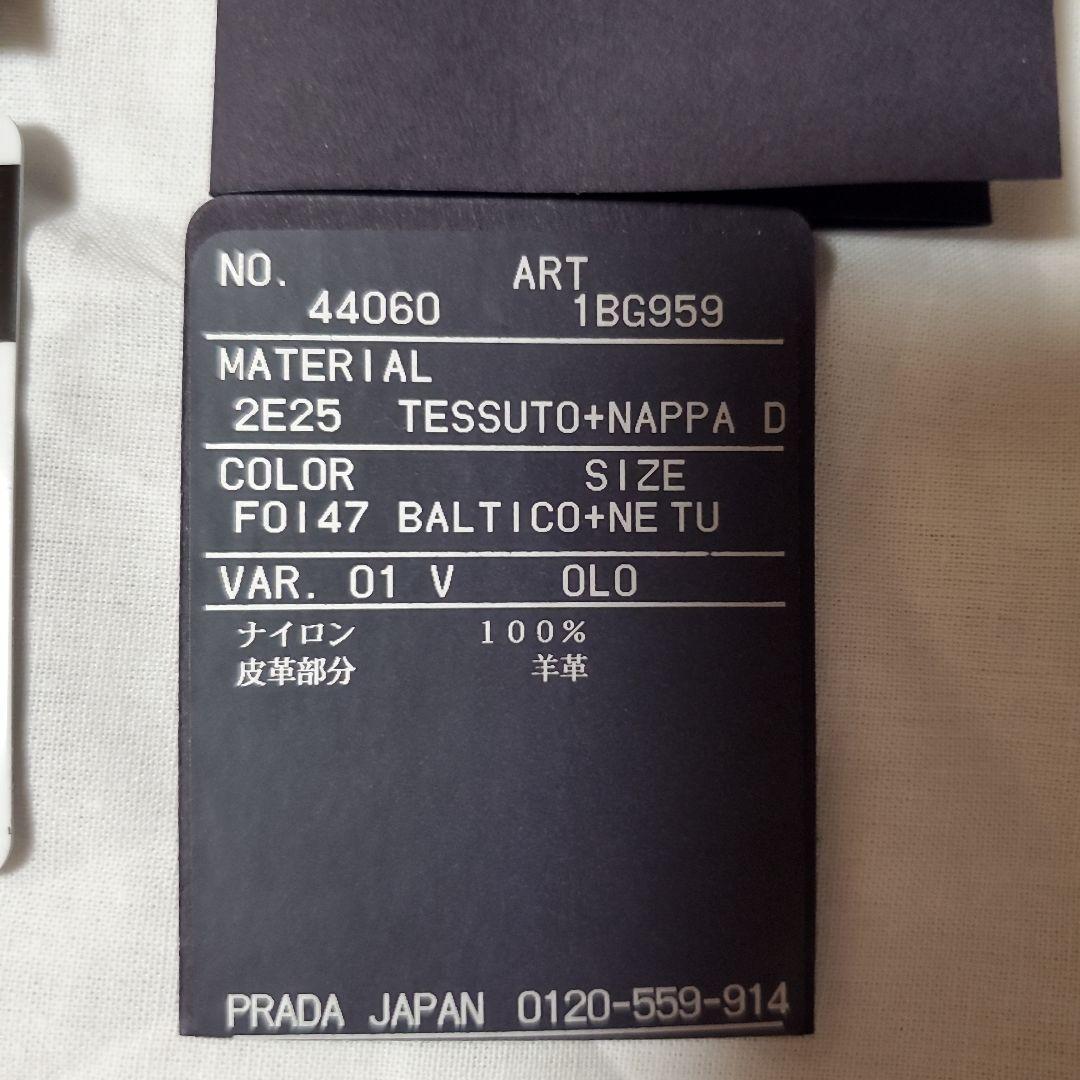 NO. ART
44060 1BG959
MATERIAL
2E25 TESSUTO+NAPPA D
COLOR SIZE
F0I47 BALTICO+NE TU
VAR. 01 V OLO
ナイロン １００％
皮革部分 羊革
PRADA JAPAN 0120-559-914